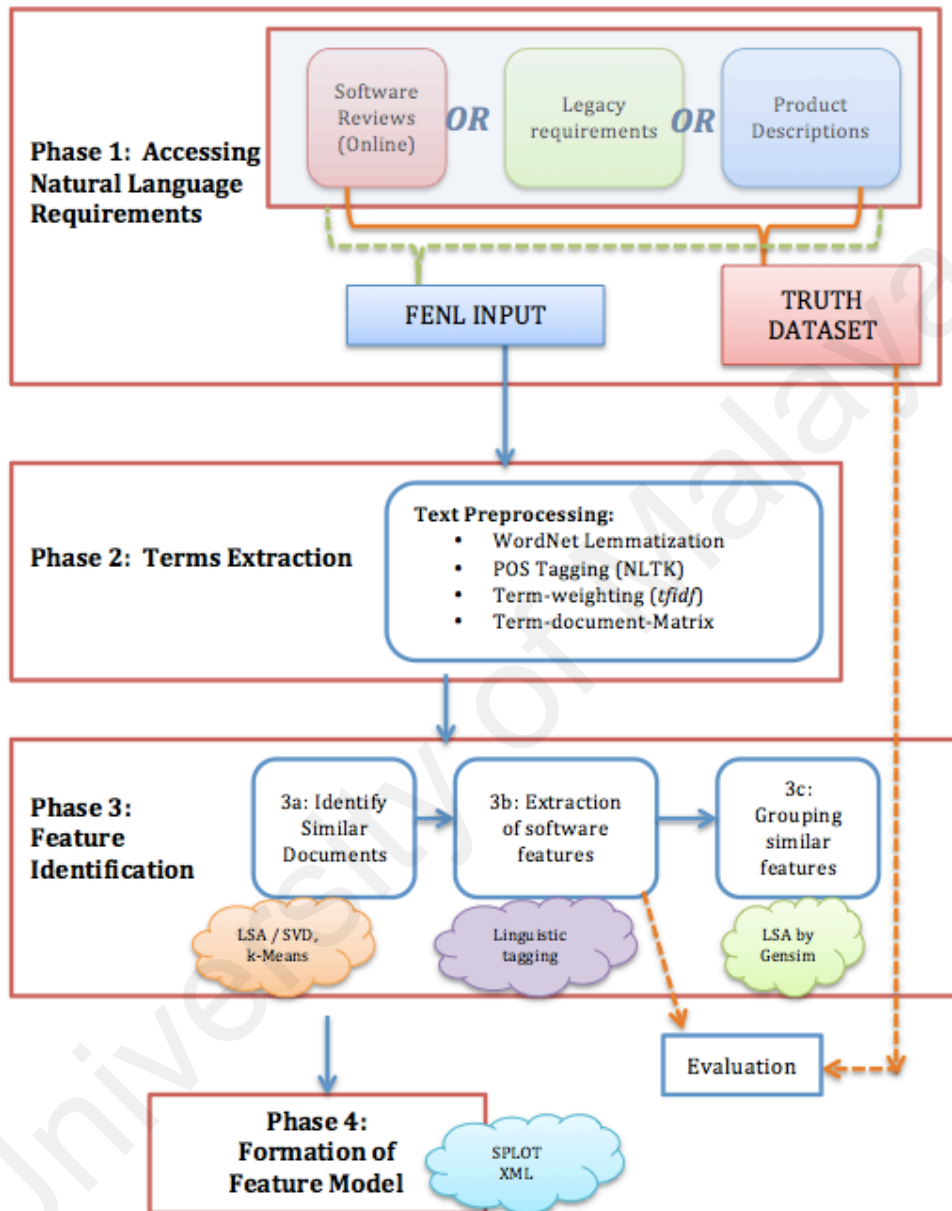 Software
Reviews
(Online)
OR
Legacy
requirements
OR
Product
Descriptions
Phase 1: Accessing
Natural Language
Requirements
FENL INPUT
TRUTH
DATASET
Phase 2: Terms Extraction
Text Preprocessing:
• WordNet Lemmatization
• POS Tagging (NLTK)
• Term-weighting (tfidf)
• Term-document-Matrix
Phase 3:
Feature
Identification
3a: Identify
Similar
Documents
3b: Extraction
of software
features
3c:
Grouping
similar
features
LSA / SVD,
k-Means
Linguistic
tagging
LSA by
Gensim
Evaluation
Phase 4:
Formation of
Feature Model
SPLOT
XML
University of Malaya